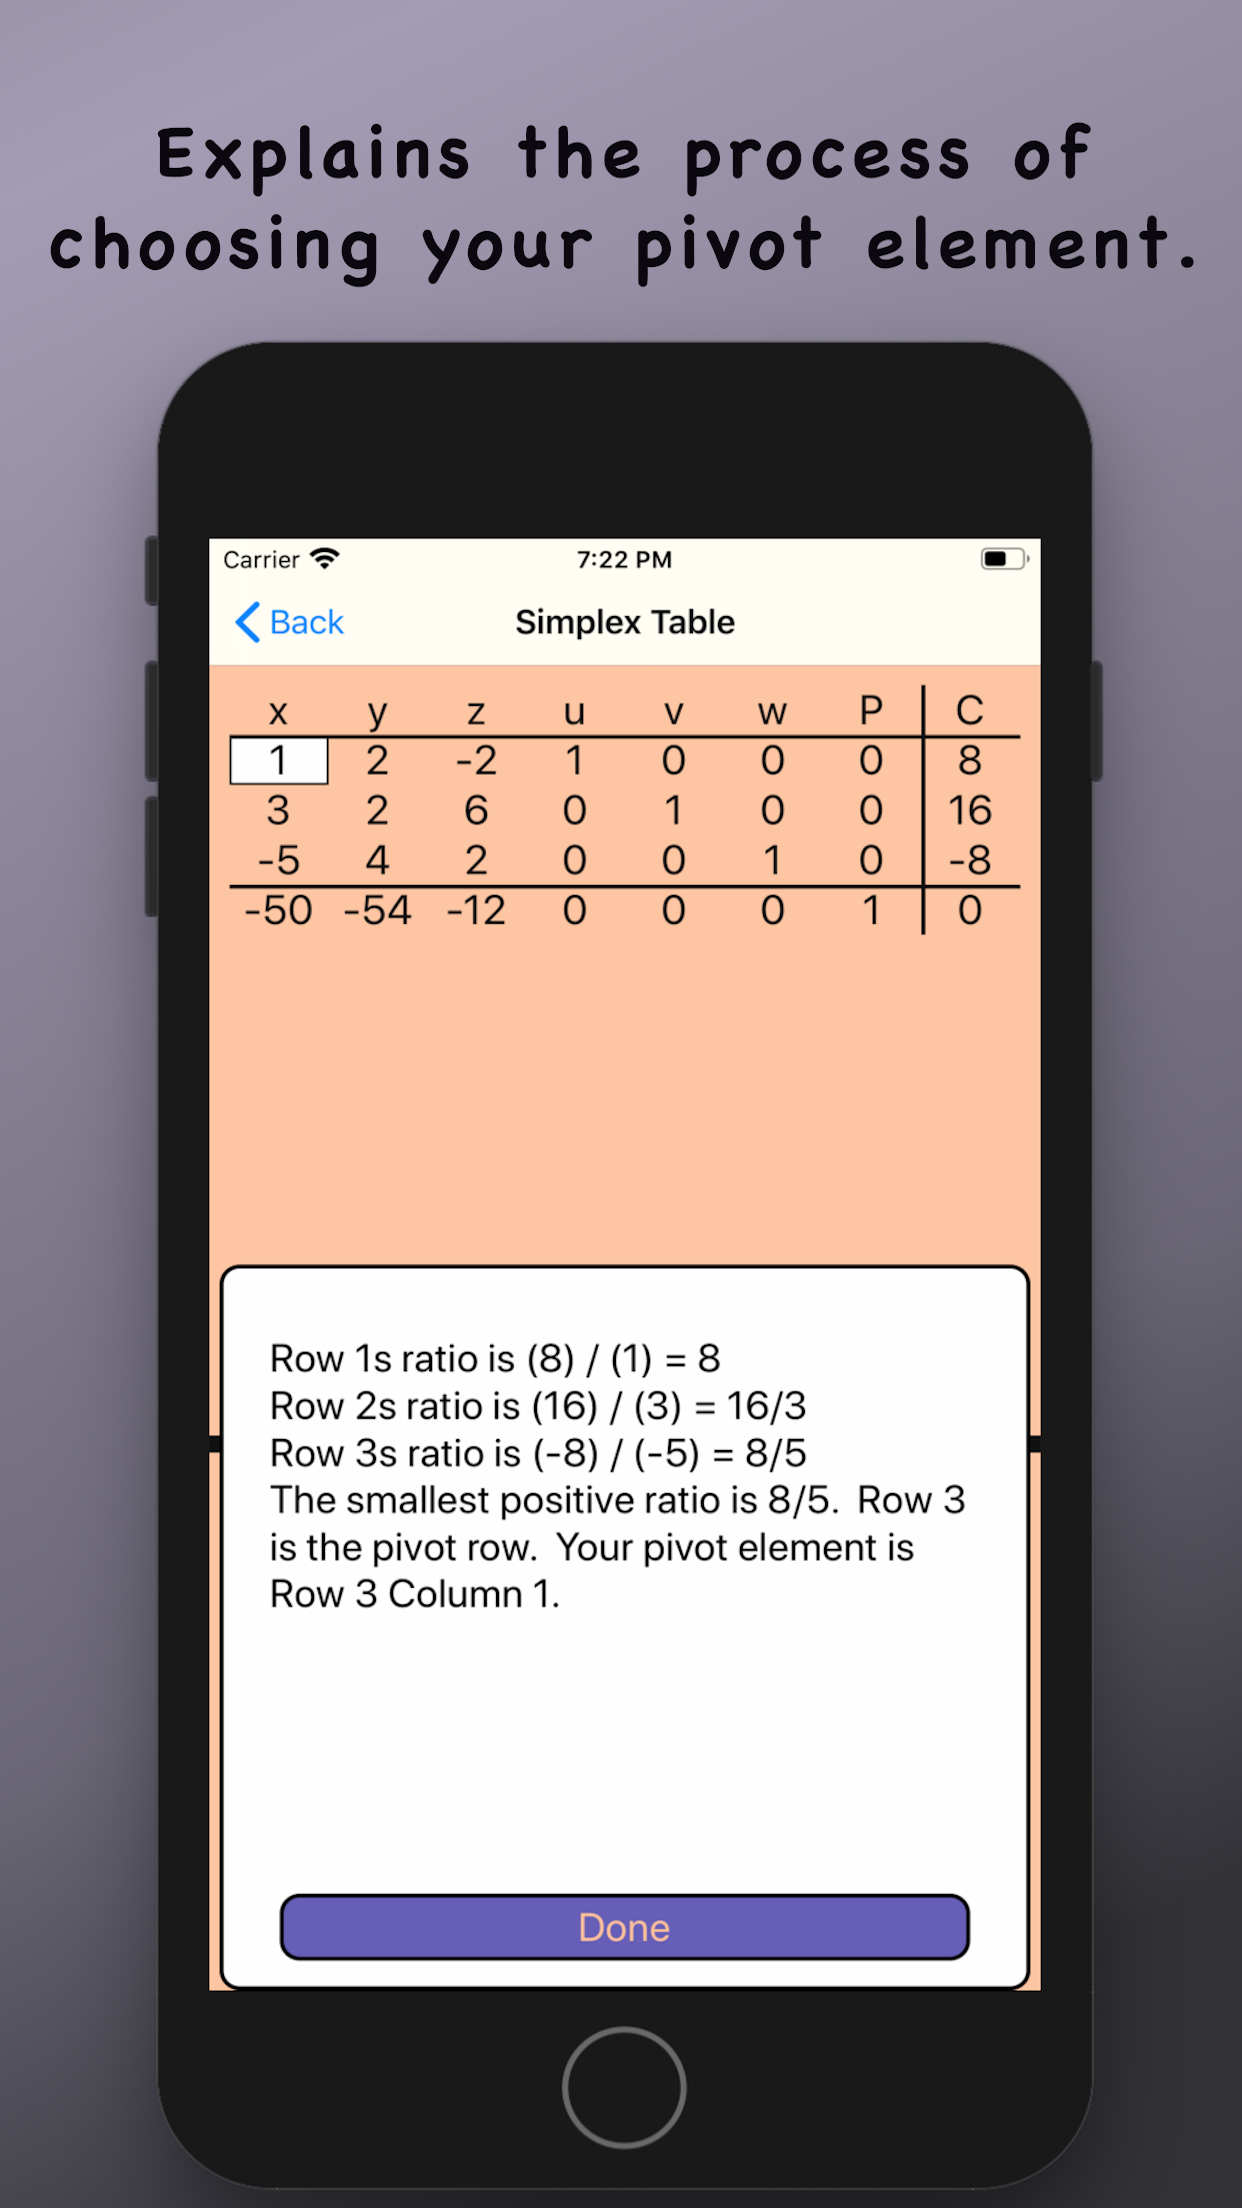 Explains the process of
choosing your pivot element.
Carrier 7:22 PM
Back Simplex Table
x y z u v w P C
1 2 -2 1 0 0 0 8
3 2 6 0 1 0 0 16
-5 4 2 0 0 1 0 -8
-50 -54 -12 0 0 0 1 0
Row 1s ratio is (8) / (1) = 8
Row 2s ratio is (16) / (3) = 16/3
Row 3s ratio is (-8) / (-5) = 8/5
The smallest positive ratio is 8/5.  Row 3
is the pivot row.  Your pivot element is
Row 3 Column 1.
Done